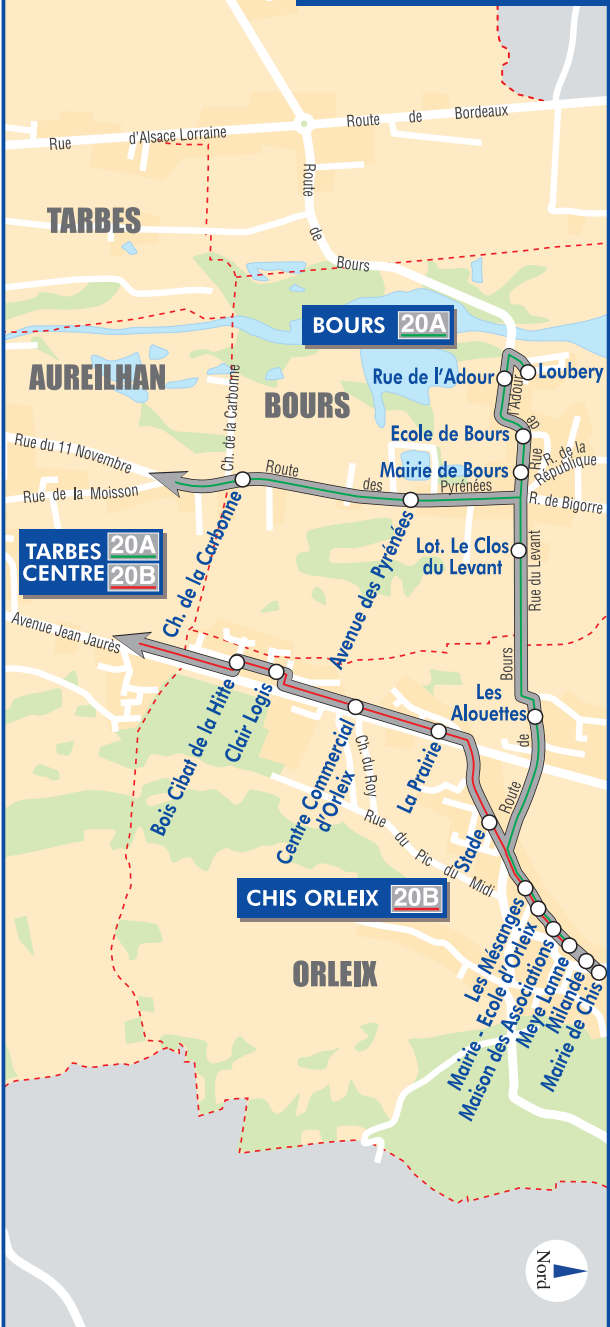 Rue d'Alsace Lorraine
Route de Bordeaux
Route de Bours
TARBES
BOURS 20A
AUREILHAN
BOURS
Rue de l'Adour
Loubery
Rue de l'Adour
Ecole de Bours
Mairie de Bours
R. de la
République
R. de Bigorre
Ch. de la Carbonne
Rue du 11 Novembre
Rue de la Moisson
Route des Pyrénées
TARBES 20A
CENTRE 20B
Ch. de la Carbonne
Avenue des Pyrénées
Lot. Le Clos
du Levant
Rue du Levant
Avenue Jean Jaurès
Bois Cibat de la Hitte
Clair Logis
Centre Commercial
d'Orleix
Ch. du Roy
La Prairie
Les
Alouettes
Route de Bours
Rue du Pic du Midi
Stade
CHIS ORLEIX 20B
Les Mésanges
Mairie - Ecole d'Orleix
Maison des Associations
Meye Lanne
Milande
Mairie de Chis
ORLEIX
Nord